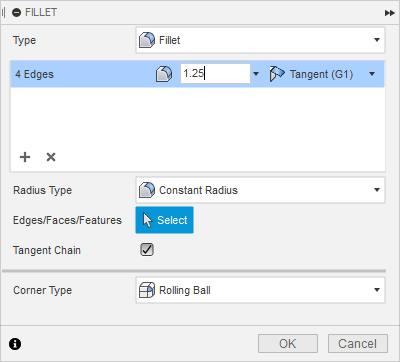 FILLET
Type Fillet
4 Edges 1.25 Tangent (G1)
Radius Type Constant Radius
Edges/Faces/Features Select
Tangent Chain
Corner Type Rolling Ball
OK Cancel